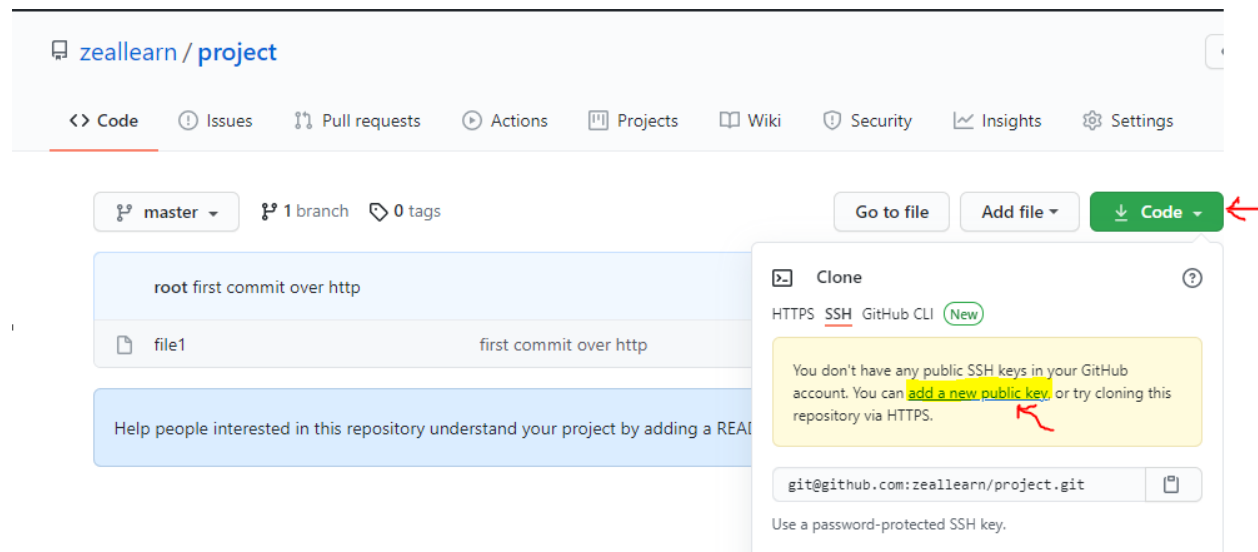 zeallearn / project
Code Issues Pull requests Actions Projects Wiki Security Insights Settings
master 1 branch 0 tags Go to file Add file Code
root first commit over http
file1 first commit over http
Help people interested in this repository understand your project by adding a
Clone
HTTPS SSH GitHub CLI New
You don't have any public SSH keys in your GitHub
account. You can add a new public key, or try cloning this
repository via HTTPS.
git@github.com:zeallearn/project.git
Use a password-protected SSH key.